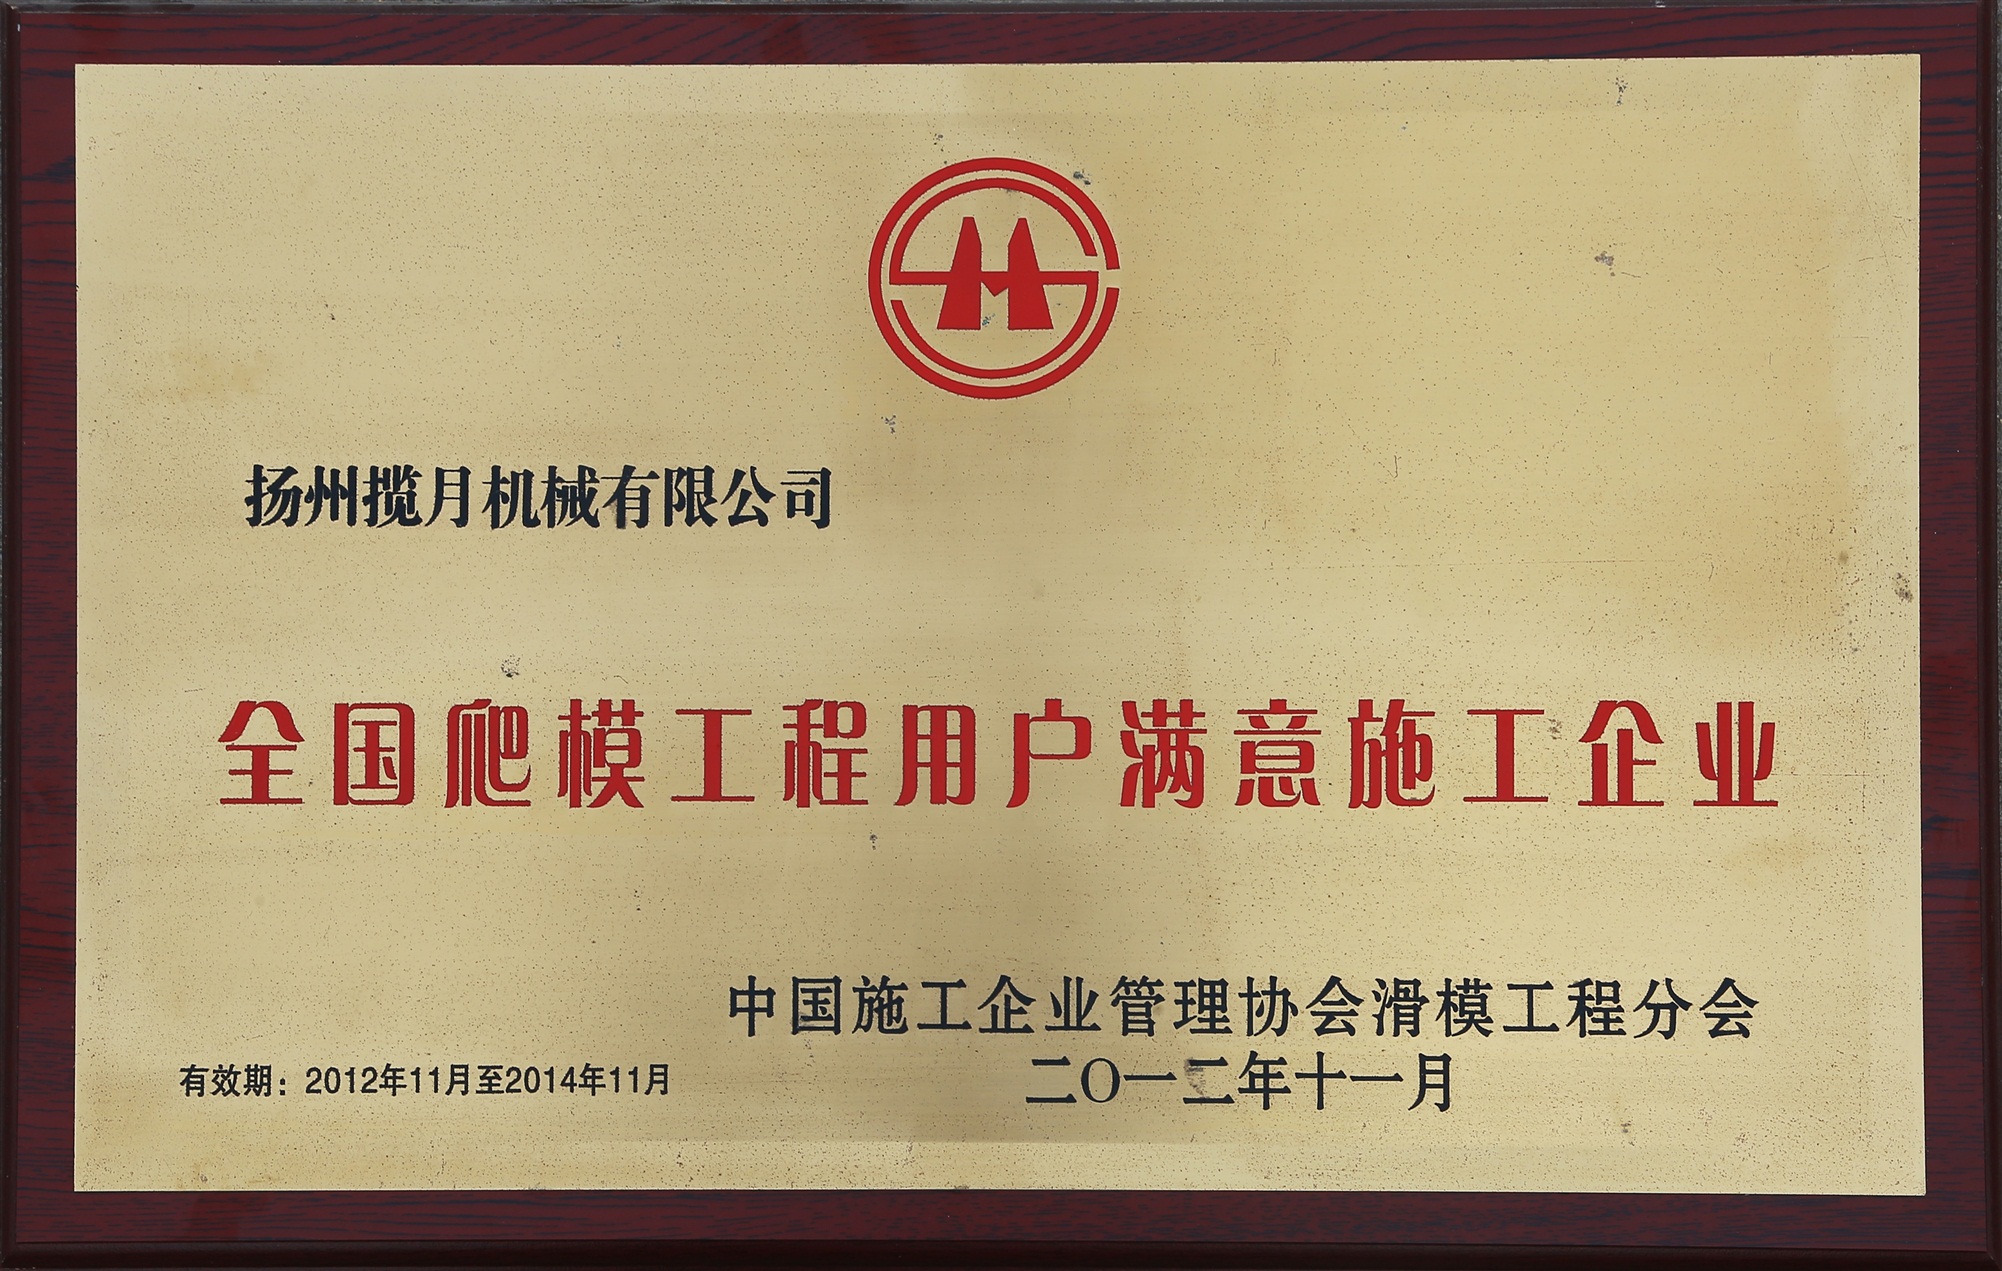 扬州揽月机械有限公司
全国爬模工程用户满意施工企业
中国施工企业管理协会滑模工程分会
有效期：2012年11月至2014年11月
二〇一二年十一月